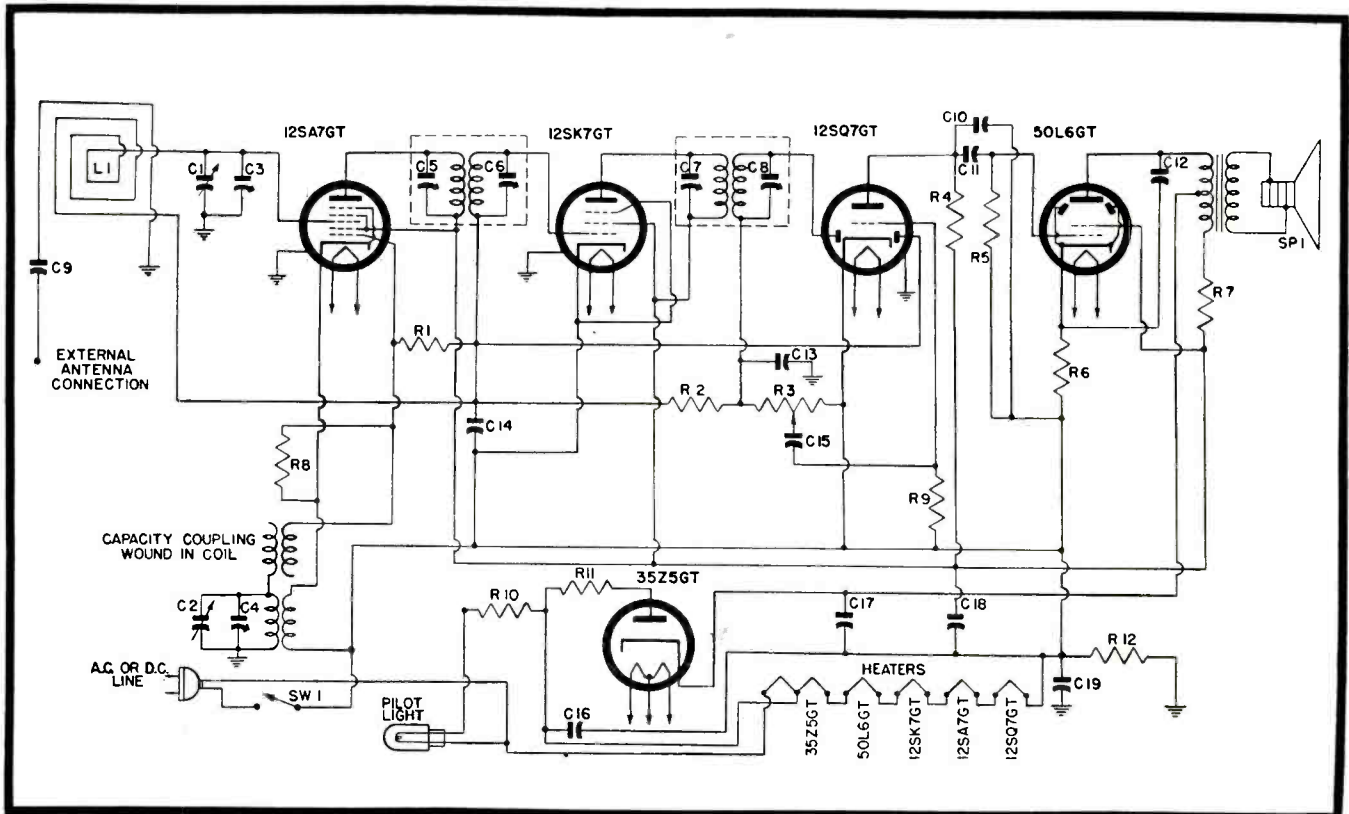 12SA7GT
12SK7GT
12SQ7GT
C10
50L6GT
L1
C1
C3
C5
C6
C7
C8
C11
C12
R4
R5
SP1
C9
R7
R1
C13
EXTERNAL
ANTENNA
CONNECTION
R6
R2
R3
C14
C15
R8
R9
CAPACITY COUPLING
WOUND IN COIL
R11
35Z5GT
R10
C2
C4
C17
C18
R12
A.C. OR D.C.
LINE
SW1
HEATERS
C19
PILOT
LIGHT
C16
35Z5GT
50L6GT
12SK7GT
12SA7GT
12SQ7GT